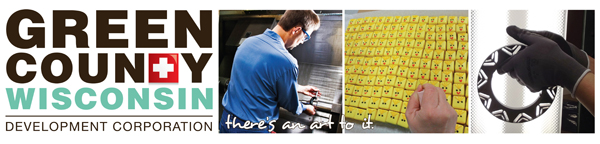 GREEN
COUNTY
WISCONSIN
DEVELOPMENT CORPORATION
there's an art to it.